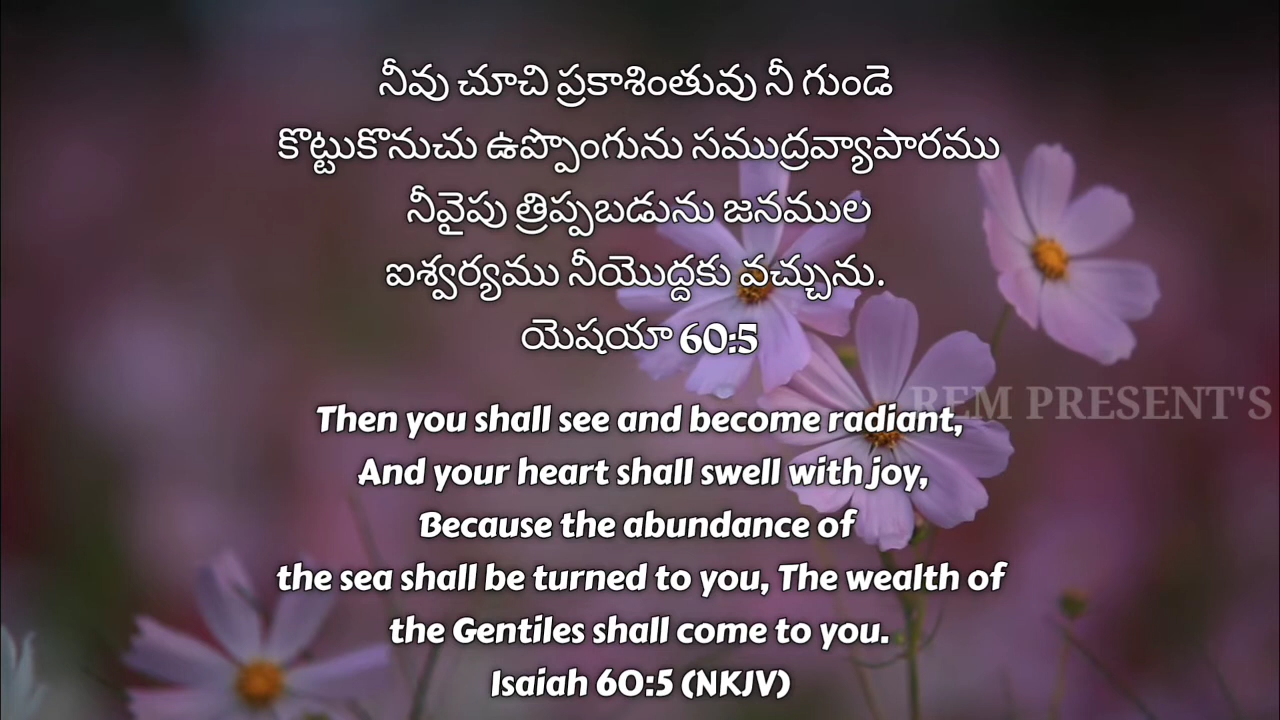 నీవు చూచి ప్రకాశింతువు నీ గుండె
కొట్టుకొనుచు ఉప్పొంగును సముద్రవ్యాపారము
నీవైపు త్రిప్పబడును జనముల
ఐశ్వర్యము నీయొద్దకు వచ్చును.
యెషయా 60:5
Then you shall see and become radiant,
REM PRESENT'S
And your heart shall swell with joy,
Because the abundance of
the sea shall be turned to you, The wealth of
the Gentiles shall come to you.
Isaiah 60:5 (NKJV)